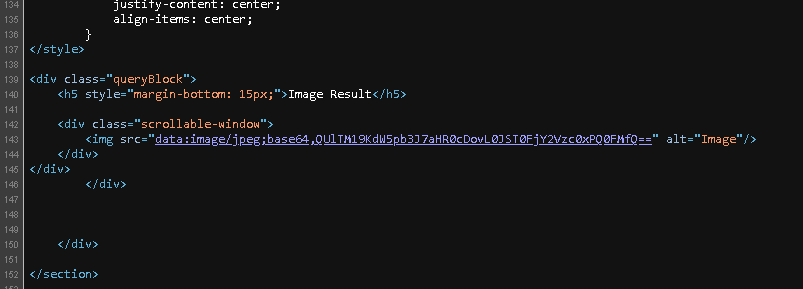 134 justify-content: center;
135 align-items: center;
136 }
137 </style>
138
139 <div class="queryBlock">
140 <h5 style="margin-bottom: 15px;">Image Result</h5>
141
142 <div class="scrollable-window">
143 <img src="data:image/jpeg;base64,QUlTM19KdW5pb3J7aHR0cDovL0JST0FjY2Vzc0xPQ0FMfQ==" alt="Image"/>
144 </div>
145 </div>
146 </div>
147
148
149
150 </div>
151
152 </section>